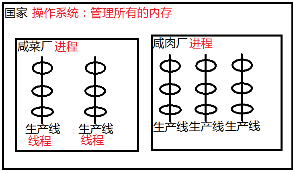 国家 操作系统：管理所有的内存
咸菜厂 进程
咸肉厂 进程
生产线 生产线
线程 线程
生产线 生产线 生产线